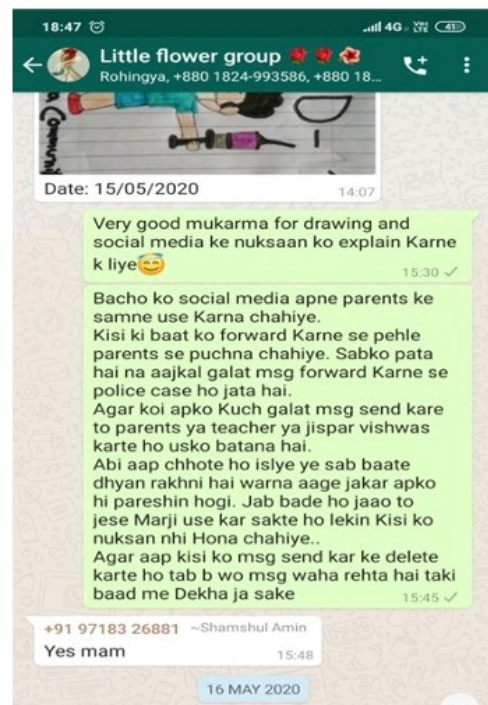 18:47 4G Voo LTE 41
Little flower group
Rohingya, +880 1824-993586, +880 18...
a Communi
Date: 15/05/2020 14:07
Very good mukarma for drawing and
social media ke nuksaan ko explain Karne
k liye 15:30
Bacho ko social media apne parents ke
samne use Karna chahiye.
Kisi ki baat ko forward Karne se pehle
parents se puchna chahiye. Sabko pata
hai na aajkal galat msg forward Karne se
police case ho jata hai.
Agar koi apko Kuch galat msg send kare
to parents ya teacher ya jispar vishwas
karte ho usko batana hai.
Abi aap chhote ho islye ye sab baate
dhyan rakhni hai warna aage jakar apko
hi pareshin hogi. Jab bade ho jaao to
jese Marji use kar sakte ho lekin Kisi ko
nuksan nhi Hona chahiye..
Agar aap kisi ko msg send kar ke delete
karte ho tab b wo msg waha rehta hai taki
baad me Dekha ja sake 15:45
+91 97183 26881 ~Shamshul Amin
Yes mam 15:48
16 MAY 2020